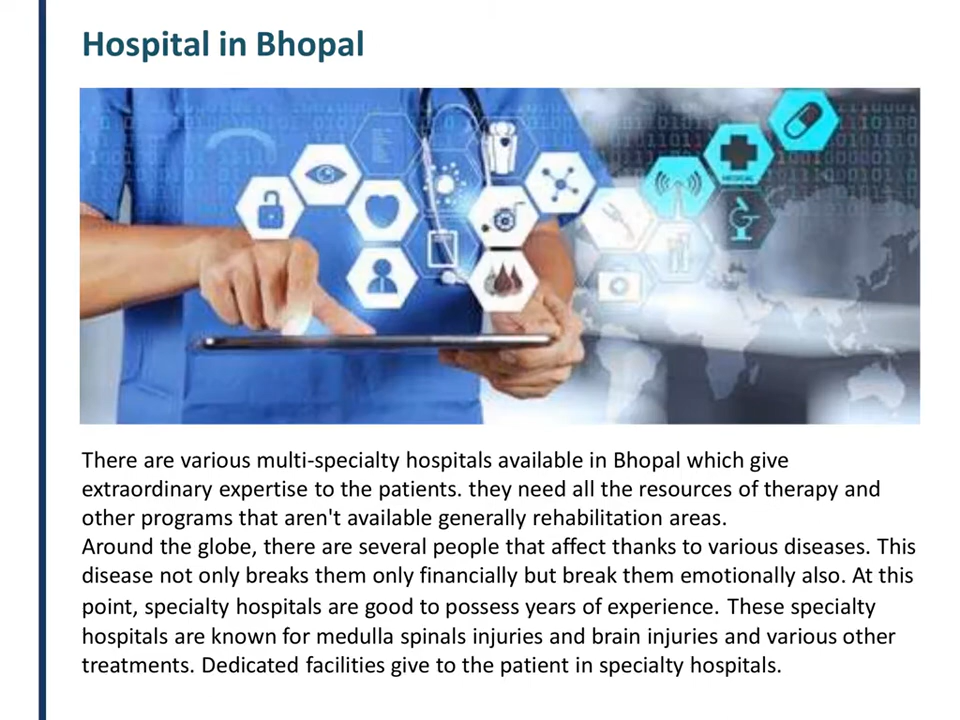 Hospital in Bhopal
MEDICAL
There are various multi-specialty hospitals available in Bhopal which give
extraordinary expertise to the patients. they need all the resources of therapy and
other programs that aren't available generally rehabilitation areas.
Around the globe, there are several people that affect thanks to various diseases. This
disease not only breaks them only financially but break them emotionally also. At this
point, specialty hospitals are good to possess years of experience. These specialty
hospitals are known for medulla spinals injuries and brain injuries and various other
treatments. Dedicated facilities give to the patient in specialty hospitals.